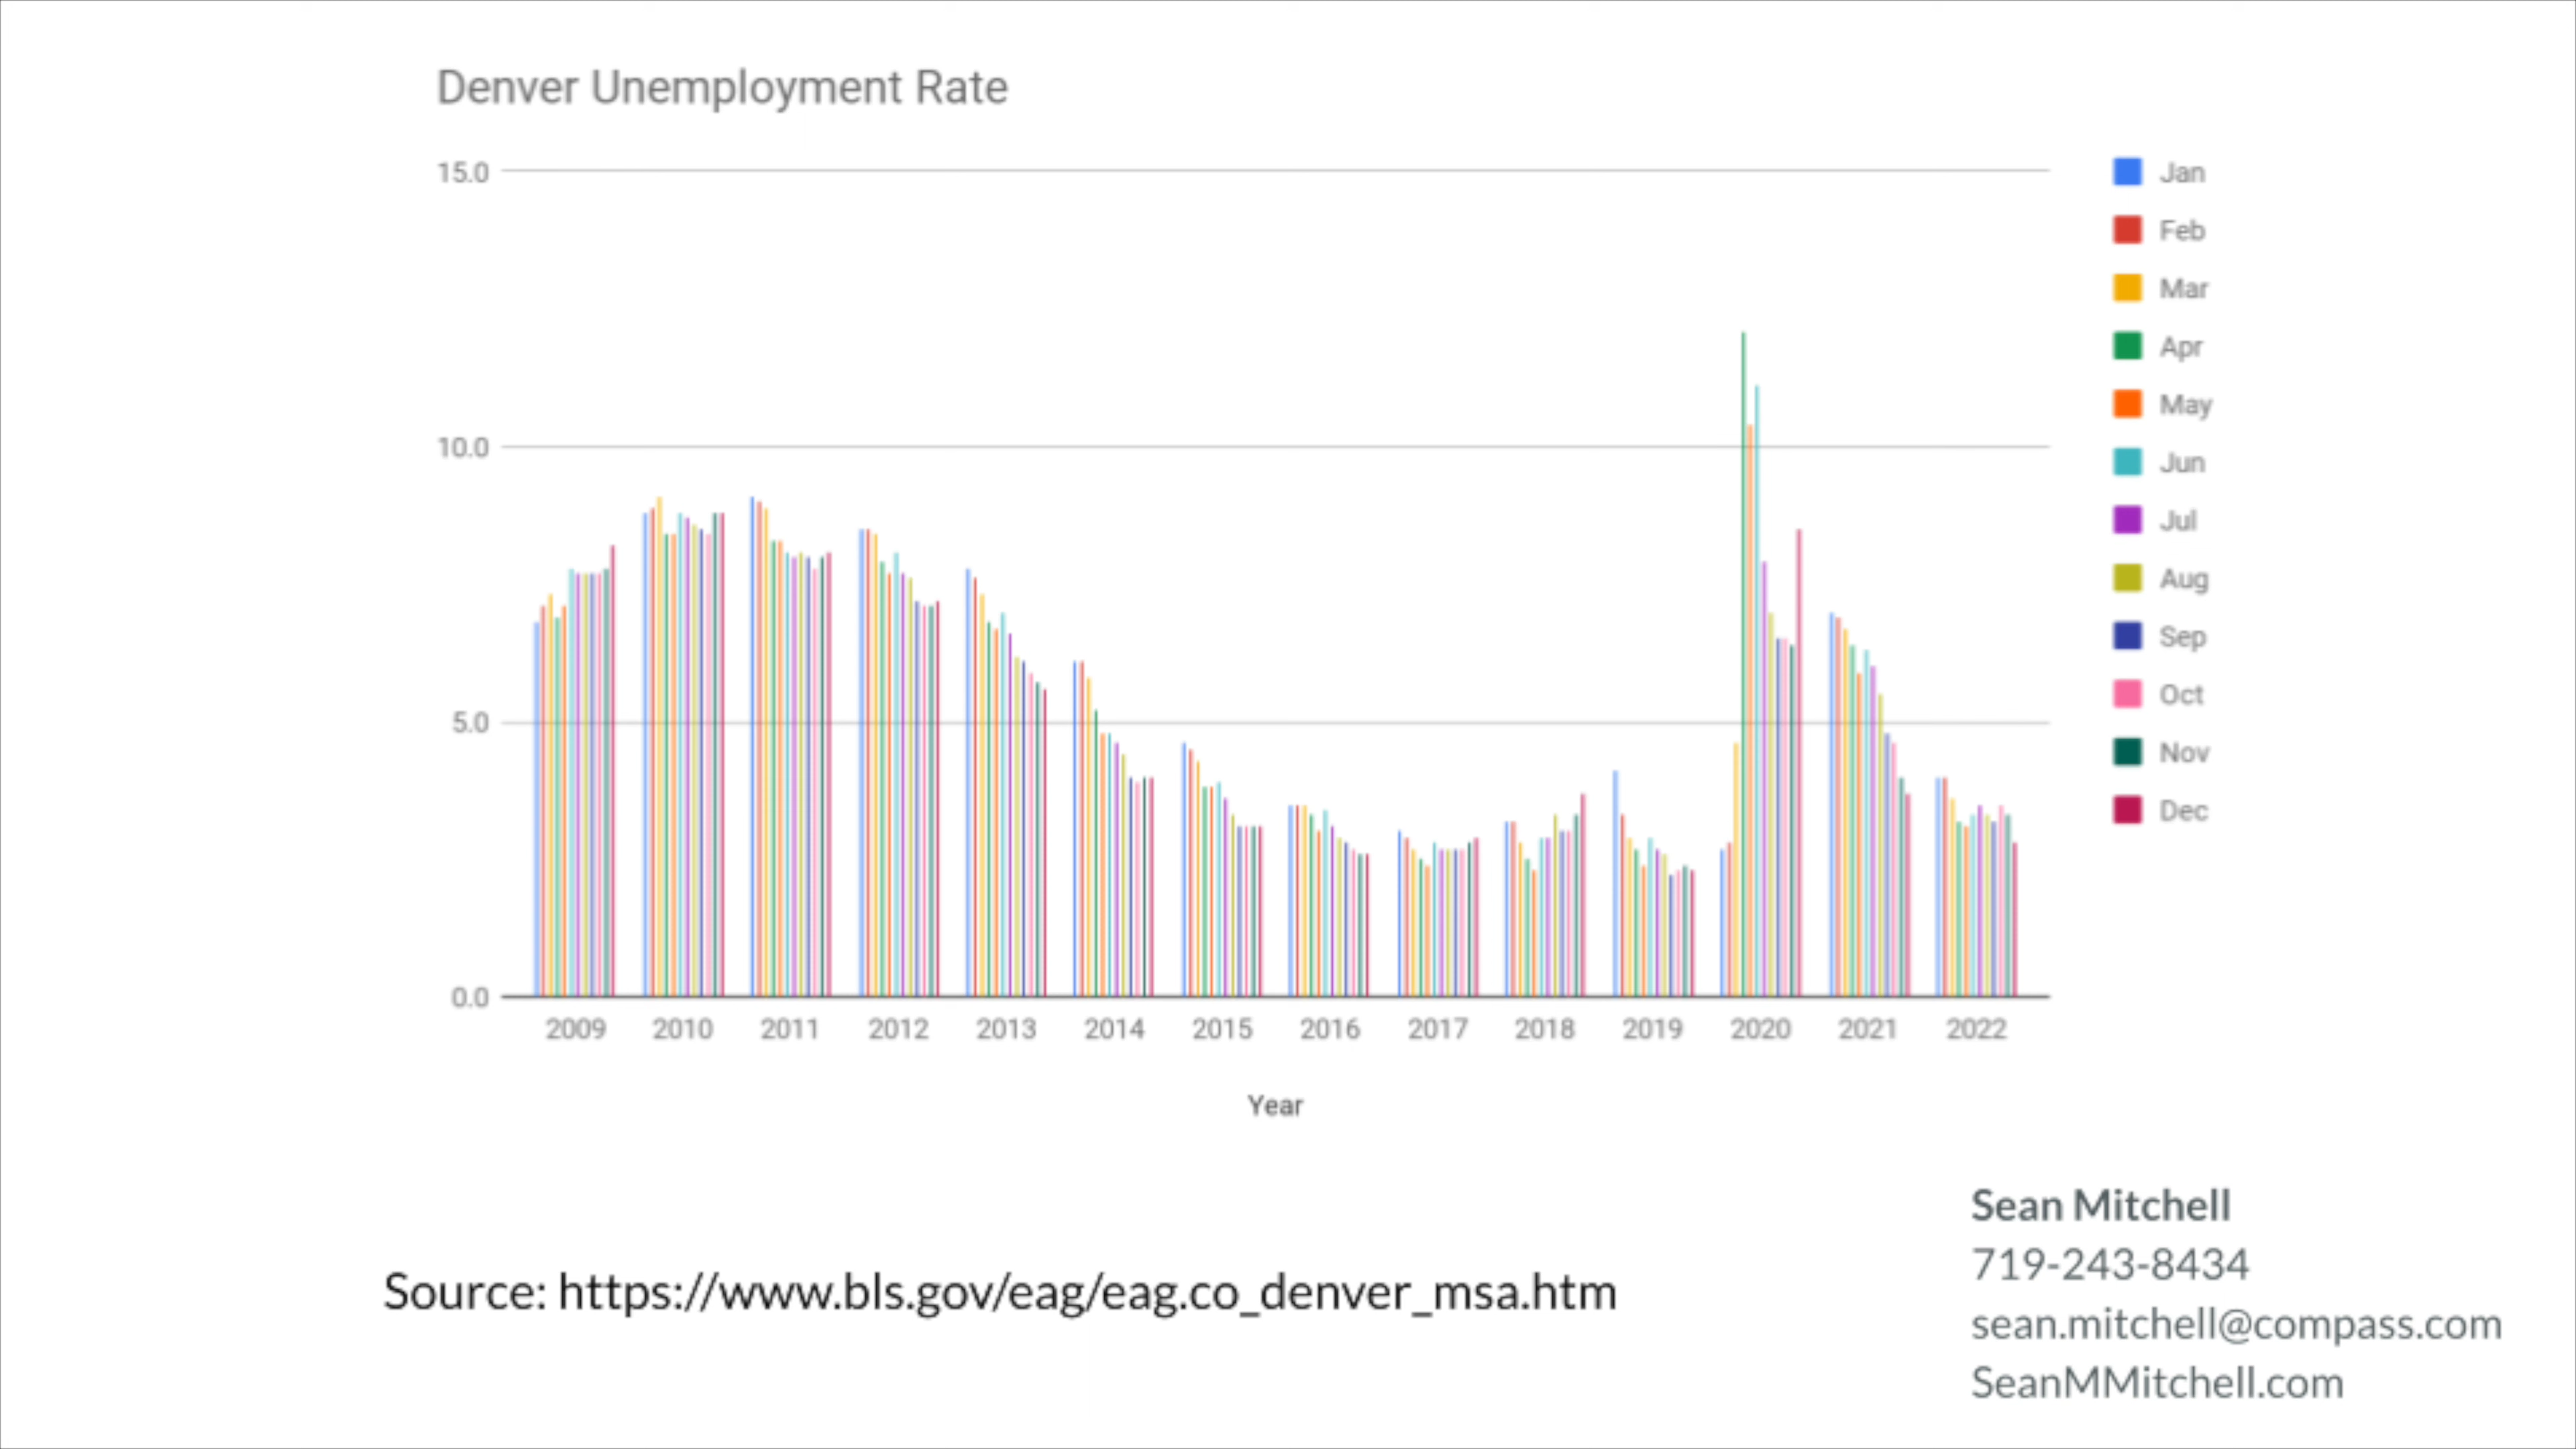 Denver Unemployment Rate
15.0
10.0
5.0
0.0
2009 2010 2011 2012 2013 2014 2015 2016 2017 2018 2019 2020 2021 2022
Year
Jan
Feb
Mar
Apr
May
Jun
Jul
Aug
Sep
Oct
Nov
Dec
Source: https://www.bls.gov/eag/eag.co_denver_msa.htm
Sean Mitchell
719-243-8434
sean.mitchell@compass.com
SeanMMitchell.com